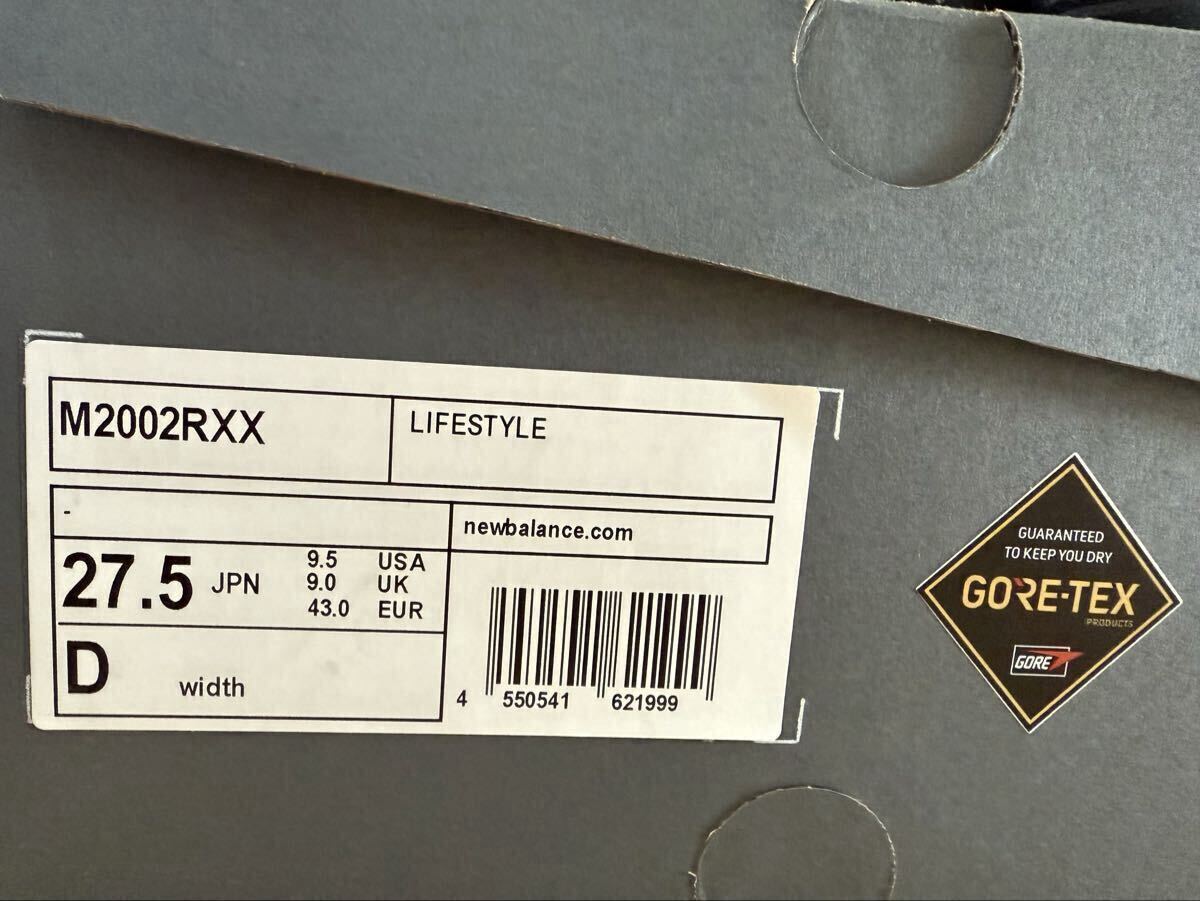 M2002RXX
LIFESTYLE
-
newbalance.com
27.5 JPN
9.5 USA
9.0 UK
43.0 EUR
D width
4 550541 621999
GUARANTEED
TO KEEP YOU DRY
GORE-TEX
PRODUCTS
GORE